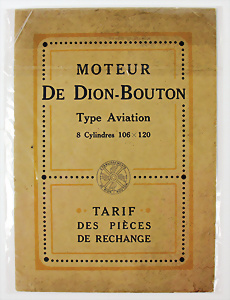 MOTEUR
DE DION-BOUTON
Type Aviation
8 Cylindres 106 × 120
TARIF
DES PIÈCES
DE RECHANGE